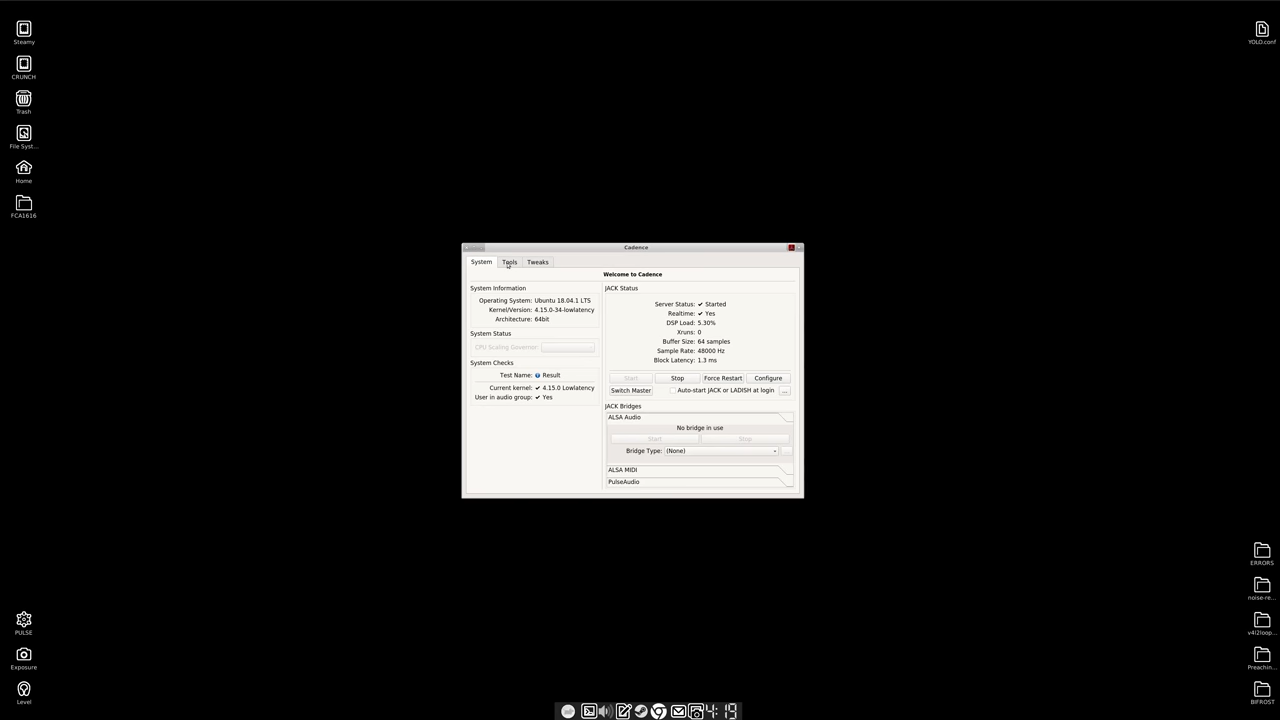 Steamy
CRUNCH
Trash
File Syst...
Home
FCA1616
YOLO.conf
Cadence
System Tools Tweaks
Welcome to Cadence
System Information
Operating System: Ubuntu 18.04.1 LTS
Kernel/Version: 4.15.0-34-lowlatency
Architecture: 64bit
System Status
CPU Scaling Governor:
System Checks
Test Name: Result
Current kernel: 4.15.0 Lowlatency
User in audio group: Yes
JACK Status
Server Status: Started
Realtime: Yes
DSP Load: 5.30%
Xruns: 0
Buffer Size: 64 samples
Sample Rate: 48000 Hz
Block Latency: 1.3 ms
Start Stop Force Restart Configure
Switch Master Auto-start JACK or LADISH at login ...
JACK Bridges
ALSA Audio
No bridge in use
Start Stop
Bridge Type: (None) ...
ALSA MIDI
PulseAudio
PULSE
Exposure
Level
ERRORS
noise-re...
v4l2loop...
Preachin...
BIFROST
4:19